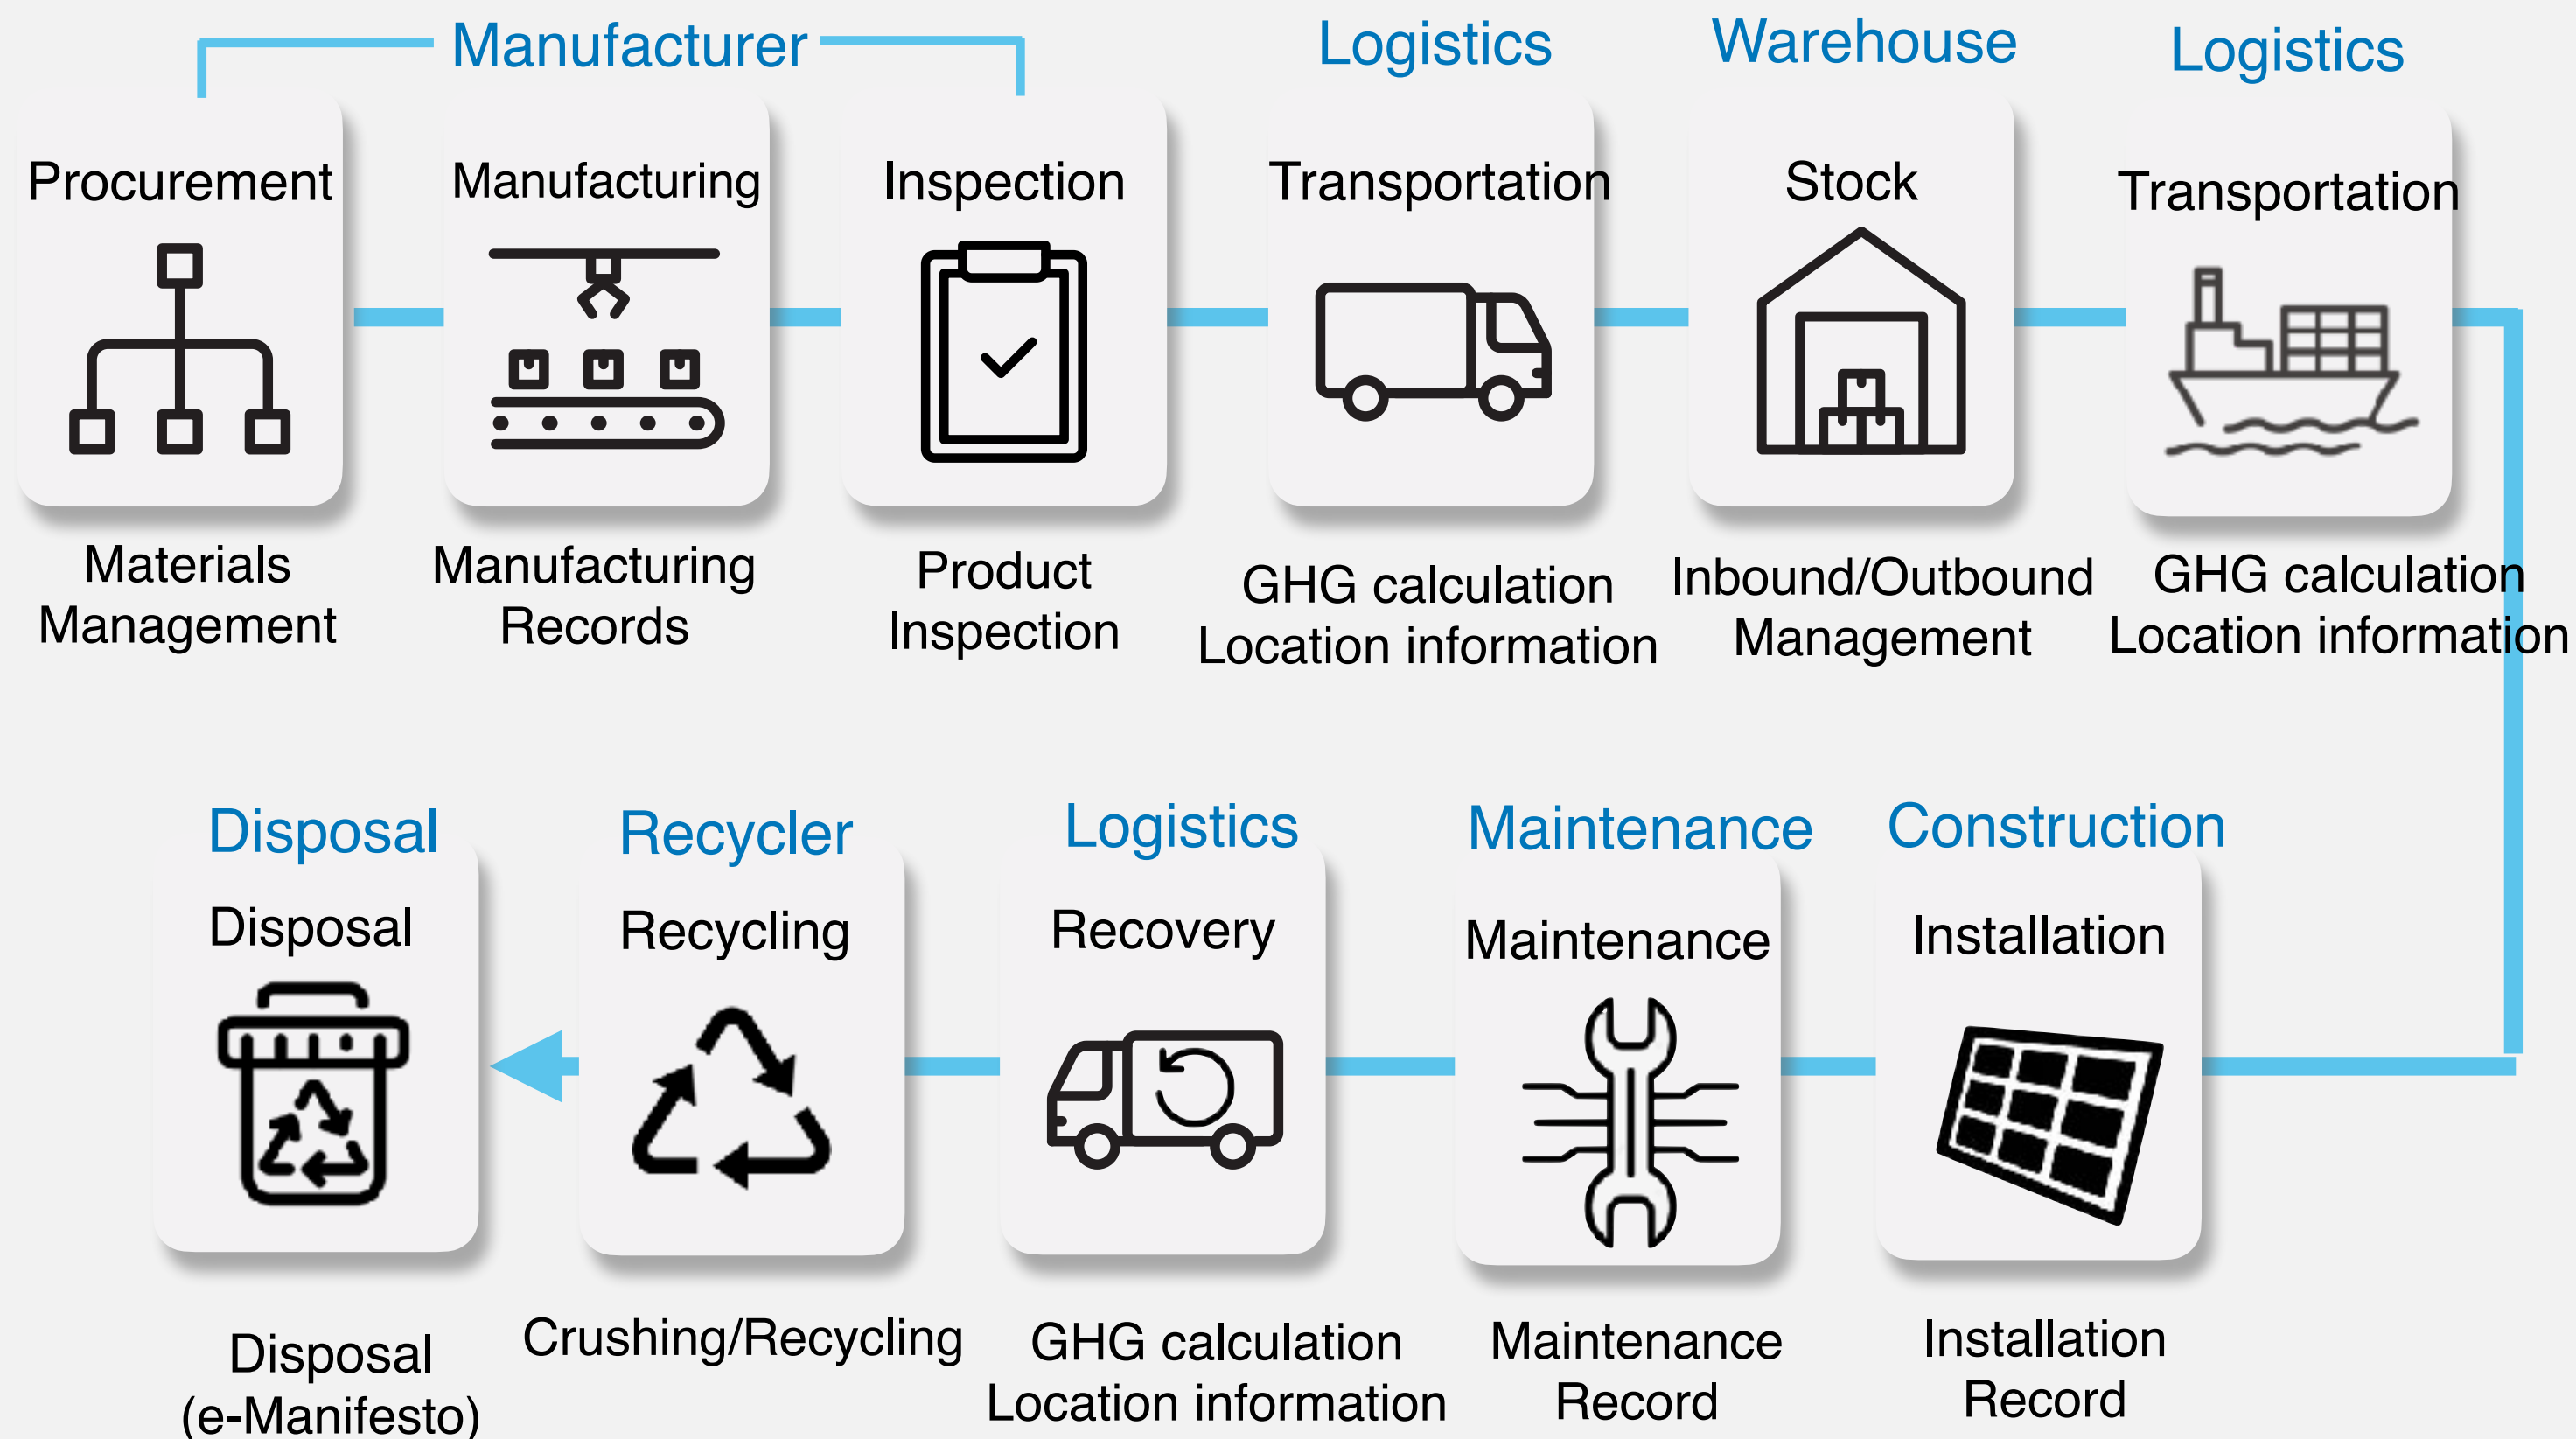 Manufacturer
Logistics
Warehouse
Logistics
Procurement
Manufacturing
Inspection
Transportation
Stock
Transportation
Materials
Management
Manufacturing
Records
Product
Inspection
GHG calculation
Location information
Inbound/Outbound
Management
GHG calculation
Location information
Disposal
Recycler
Logistics
Maintenance
Construction
Disposal
Recycling
Recovery
Maintenance
Installation
Disposal
(e-Manifesto)
Crushing/Recycling
GHG calculation
Location information
Maintenance
Record
Installation
Record